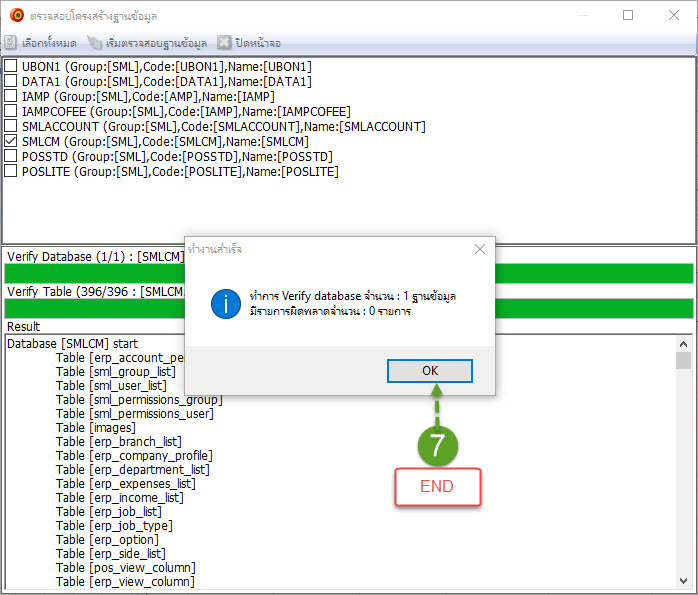 ตรวจสอบโครงสร้างฐานข้อมูล
เลือกทั้งหมด เริ่มตรวจสอบฐานข้อมูล ปิดหน้าจอ
UBON1 (Group:[SML],Code:[UBON1],Name:[UBON1]
DATA1 (Group:[SML],Code:[DATA1],Name:[DATA1]
IAMP (Group:[SML],Code:[AMP],Name:[IAMP]
IAMPCOFEE (Group:[SML],Code:[IAMP],Name:[IAMPCOFEE]
SMLACCOUNT (Group:[SML],Code:[SMLACCOUNT],Name:[SMLACCOUNT]
SMLCM (Group:[SML],Code:[SMLCM],Name:[SMLCM]
POSSTD (Group:[SML],Code:[POSSTD],Name:[POSSTD]
POSLITE (Group:[SML],Code:[POSLITE],Name:[POSLITE]
Verify Database (1/1) : [SMLCM]
Verify Table (396/396 : [SMLCM.
Result
Database [SMLCM] start
Table [erp_account_pe
Table [sml_group_list]
Table [sml_user_list]
Table [sml_permissions_group]
Table [sml_permissions_user]
Table [images]
Table [erp_branch_list]
Table [erp_company_profile]
Table [erp_department_list]
Table [erp_expenses_list]
Table [erp_income_list]
Table [erp_job_list]
Table [erp_job_type]
Table [erp_option]
Table [erp_side_list]
Table [pos_view_column]
Table [erp_view_column]
ทำงานสำเร็จ
ทำการ Verify database จำนวน : 1 ฐานข้อมูล
มีรายการผิดพลาดจำนวน : 0 รายการ
OK
7
END